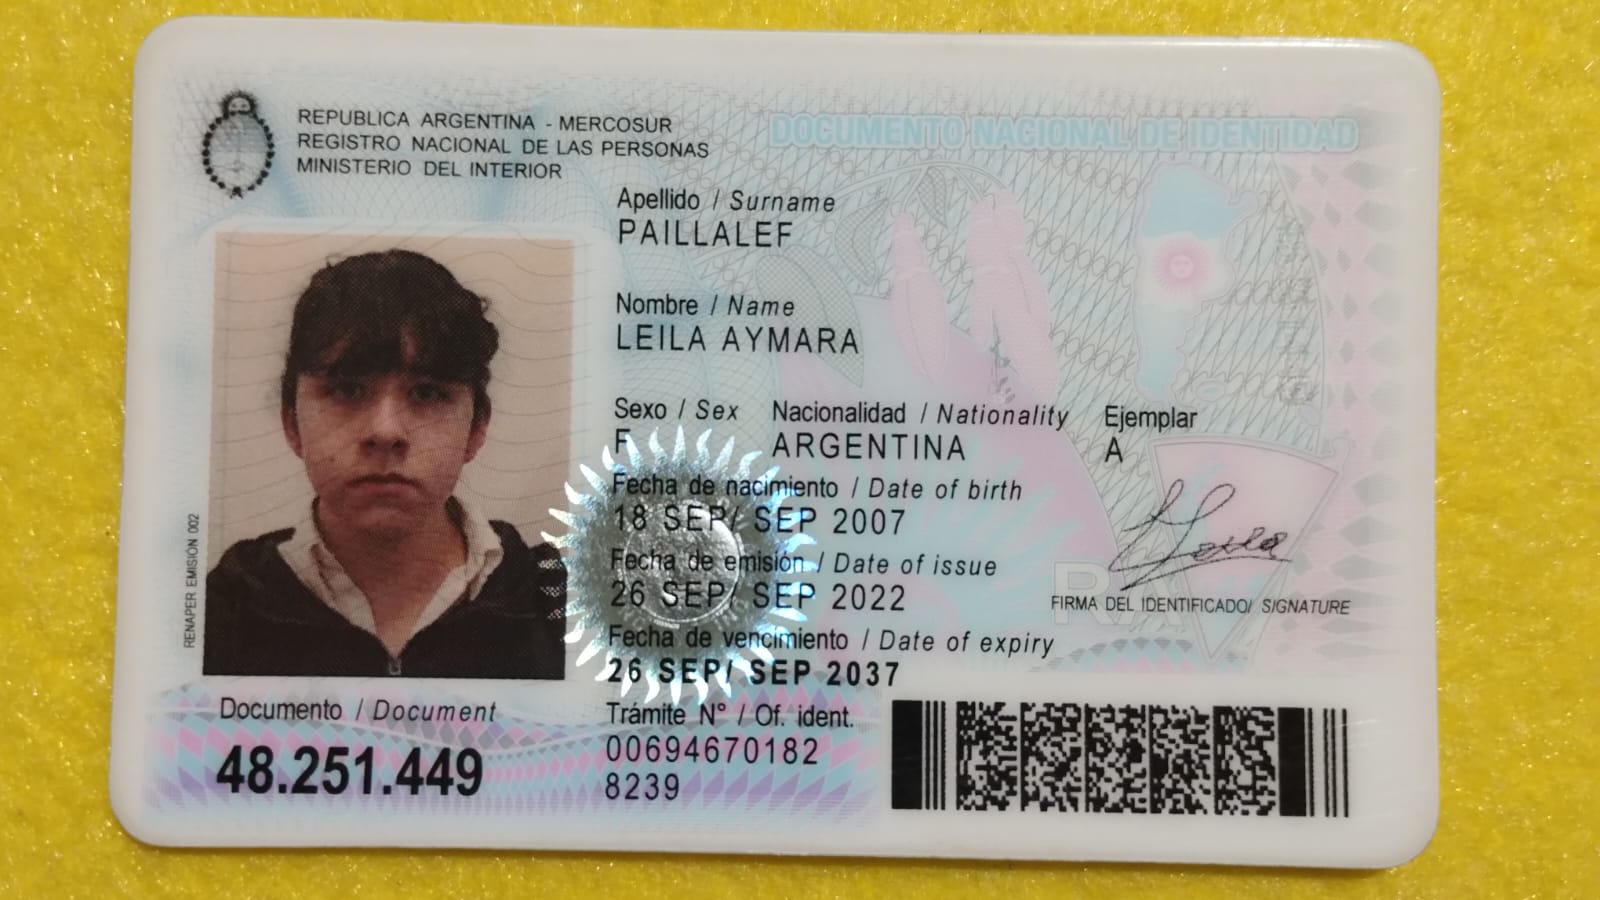 REPUBLICA ARGENTINA - MERCOSUR
REGISTRO NACIONAL DE LAS PERSONAS
MINISTERIO DEL INTERIOR
DOCUMENTO NACIONAL DE IDENTIDAD
Apellido / Surname
PAILLALEF
Nombre / Name
LEILA AYMARA
Sexo / Sex Nacionalidad / Nationality Ejemplar
F ARGENTINA A
Fecha de nacimiento / Date of birth
18 SEP/ SEP 2007
Fecha de emisión / Date of issue
26 SEP/ SEP 2022
Fecha de vencimiento / Date of expiry
26 SEP/ SEP 2037
RA
FIRMA DEL IDENTIFICADO/ SIGNATURE
RENAPER EMISIÓN 002
Documento / Document
48.251.449
Trámite N° / Of. ident.
00694670182
8239